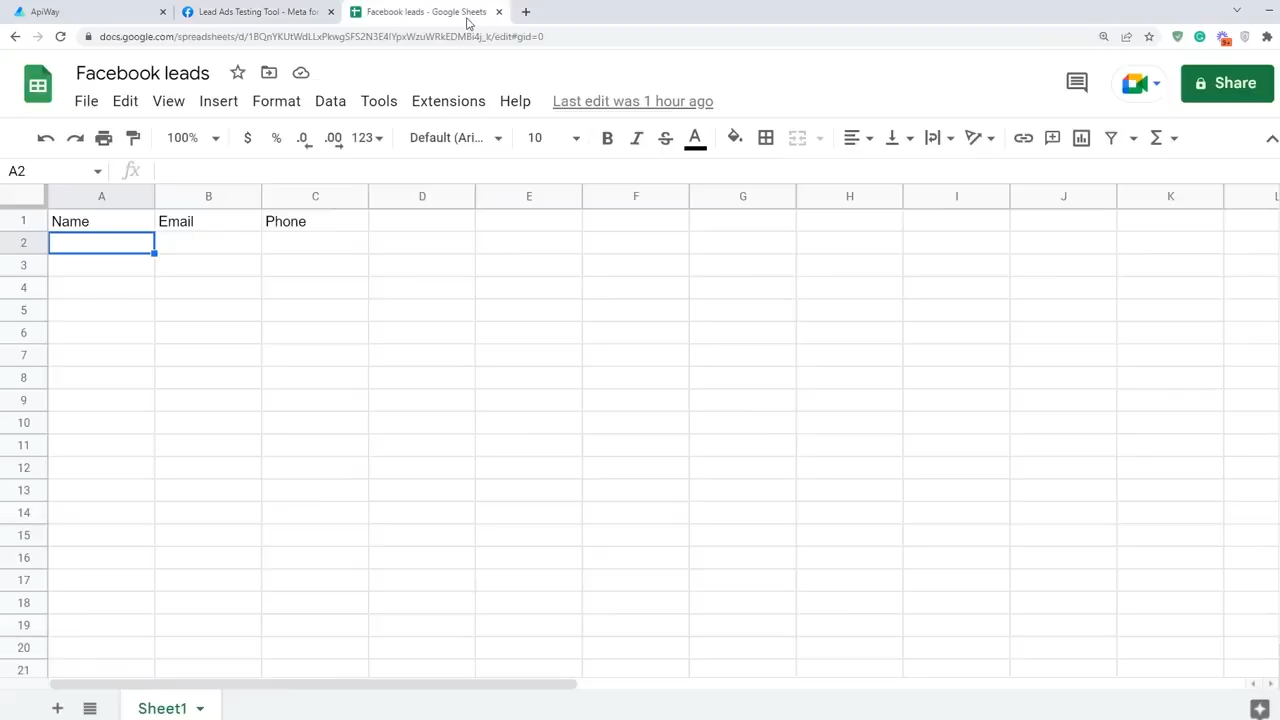 ApiWay
Lead Ads Testing Tool - Meta for
Facebook leads - Google Sheets
docs.google.com/spreadsheets/d/
/edit#gid=0
Facebook leads
Share
File Edit View Insert Format Data Tools Extensions Help Last edit was 1 hour ago
100% $ % .0 .00 123 Default (Ari... 10 B I S A
A2 fx
A B C D E F G H I J K L
1 Name Email Phone
2
3
4
5
6
7
8
9
10
11
12
13
14
15
16
17
18
19
20
21
Sheet1